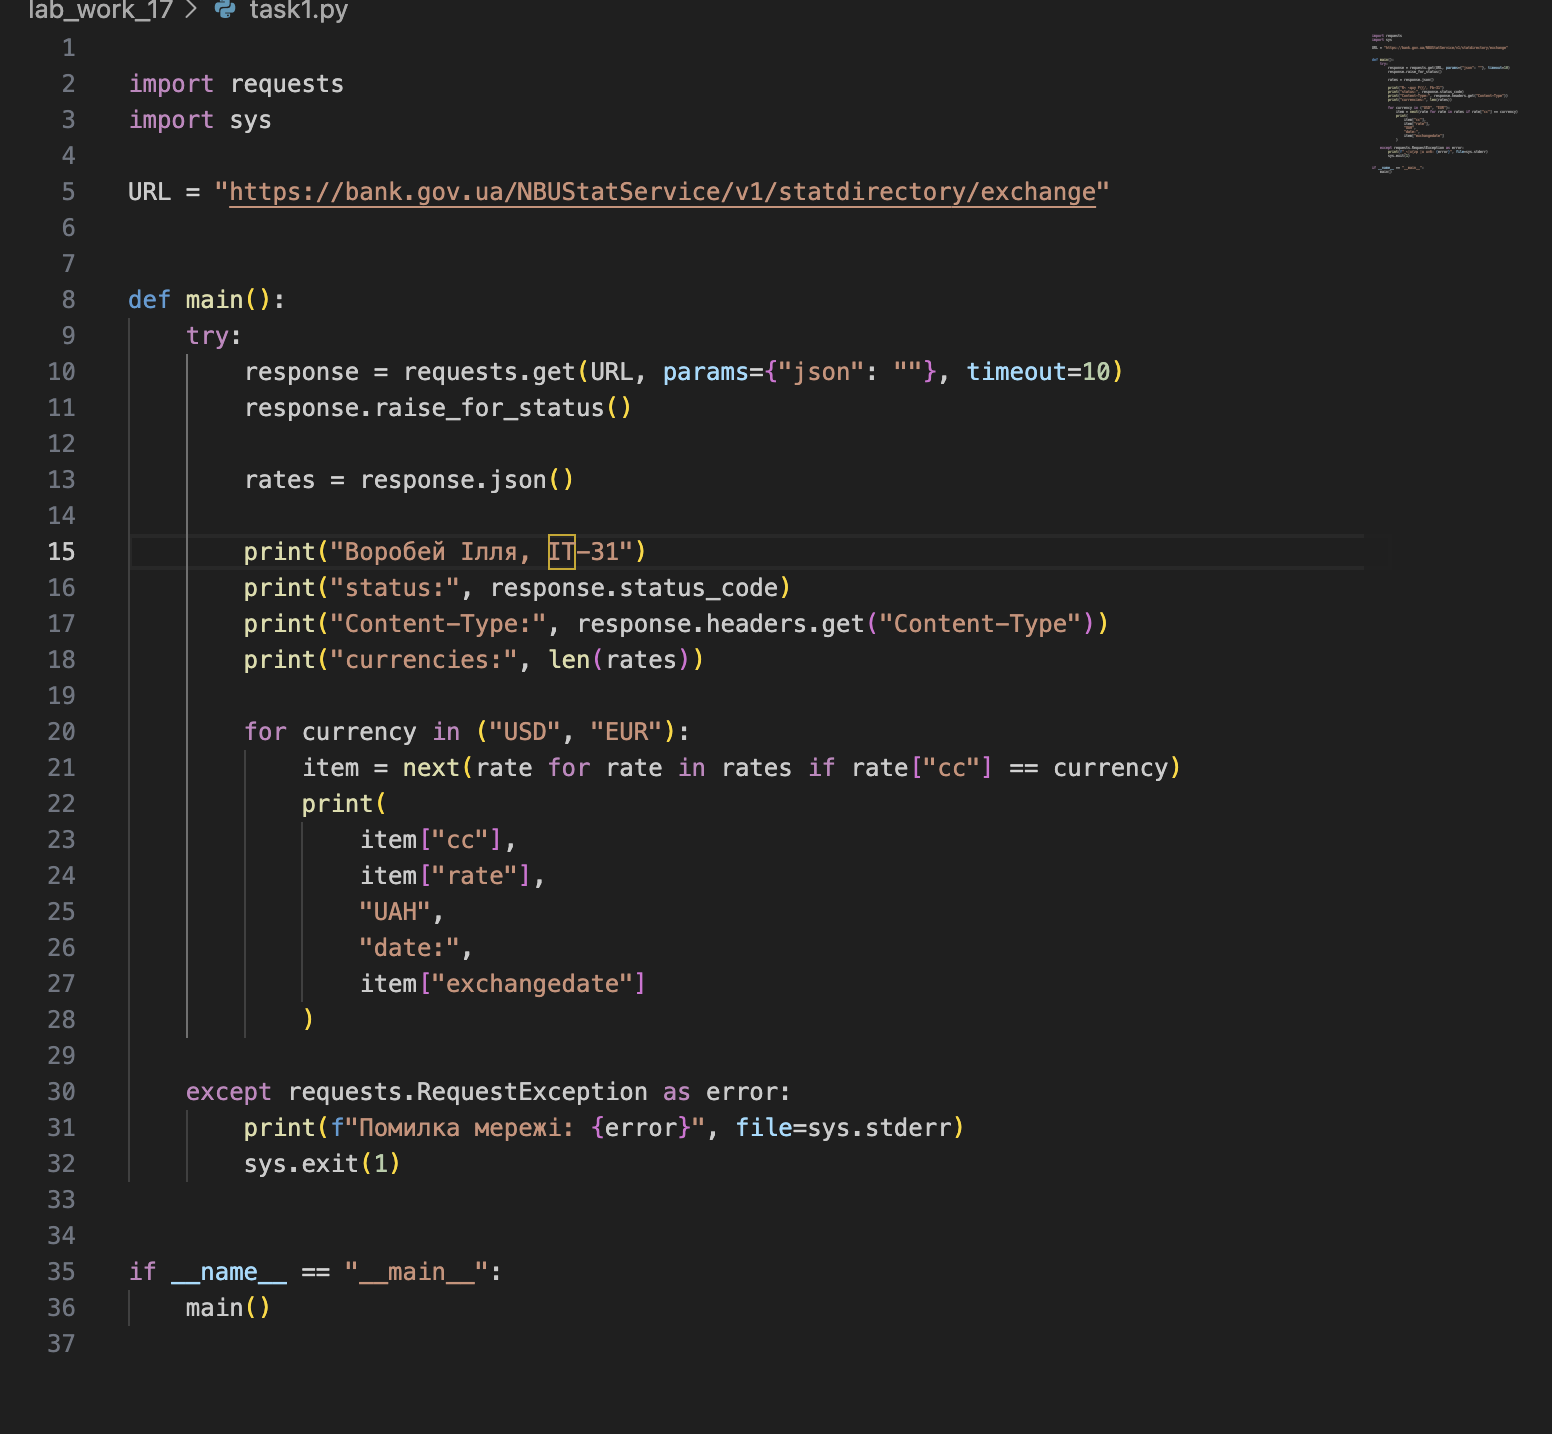 lab_work_17 > task1.py
1
2 import requests
3 import sys
4
5 URL = "https://bank.gov.ua/NBUStatService/v1/statdirectory/exchange"
6
7
8 def main():
9     try:
10         response = requests.get(URL, params={"json": ""}, timeout=10)
11         response.raise_for_status()
12
13         rates = response.json()
14
15         print("Воробей Ілля, ІТ-31")
16         print("status:", response.status_code)
17         print("Content-Type:", response.headers.get("Content-Type"))
18         print("currencies:", len(rates))
19
20         for currency in ("USD", "EUR"):
21             item = next(rate for rate in rates if rate["cc"] == currency)
22             print(
23                 item["cc"],
24                 item["rate"],
25                 "UAH",
26                 "date:",
27                 item["exchangedate"]
28             )
29
30     except requests.RequestException as error:
31         print(f"Помилка мережі: {error}", file=sys.stderr)
32         sys.exit(1)
33
34
35 if __name__ == "__main__":
36     main()
37